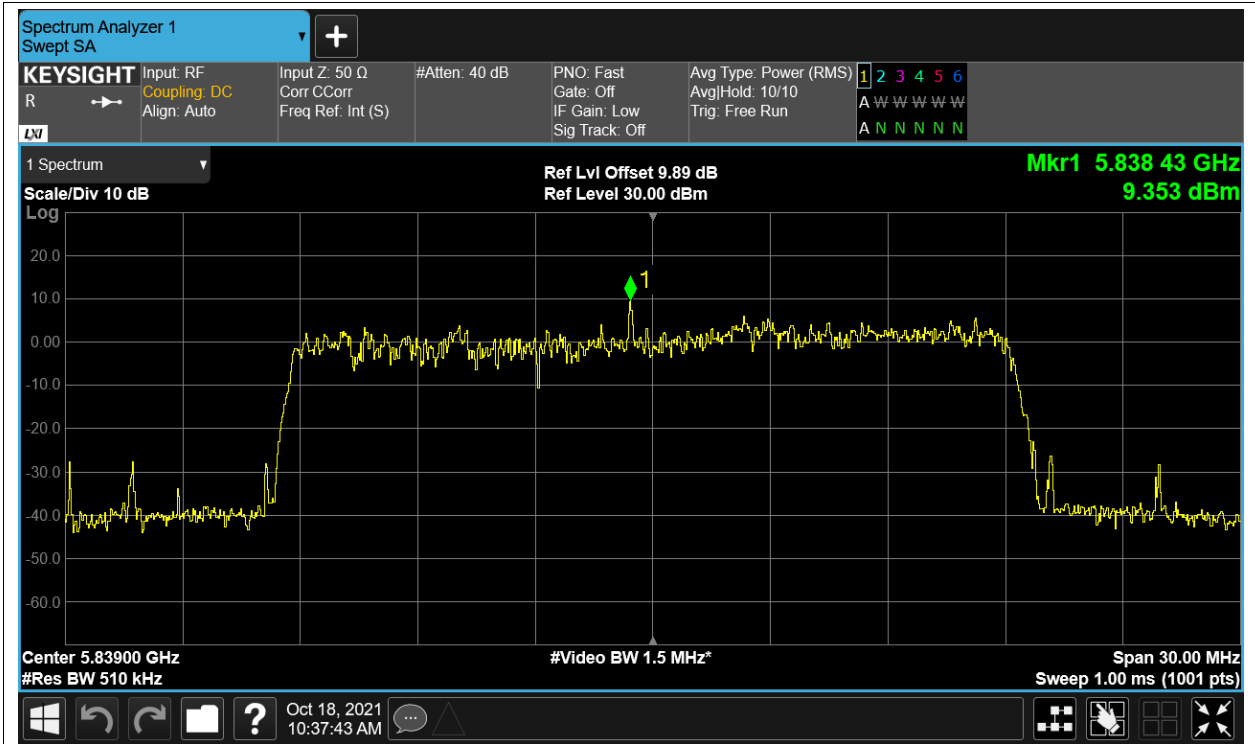 Spectrum Analyzer 1
Swept SA
+
KEYSIGHT
R
LXI
Input: RF
Coupling: DC
Align: Auto
Input Z: 50 Ω
Corr CCorr
Freq Ref: Int (S)
#Atten: 40 dB
PNO: Fast
Gate: Off
IF Gain: Low
Sig Track: Off
Avg Type: Power (RMS)
Avg|Hold: 10/10
Trig: Free Run
1 2 3 4 5 6
A W W W W W
A N N N N N
1 Spectrum
Scale/Div 10 dB
Log
Ref Lvl Offset 9.89 dB
Ref Level 30.00 dBm
Mkr1 5.838 43 GHz
9.353 dBm
1
20.0
10.0
0.00
-10.0
-20.0
-30.0
-40.0
-50.0
-60.0
Center 5.83900 GHz
#Res BW 510 kHz
#Video BW 1.5 MHz*
Span 30.00 MHz
Sweep 1.00 ms (1001 pts)
?
Oct 18, 2021
10:37:43 AM